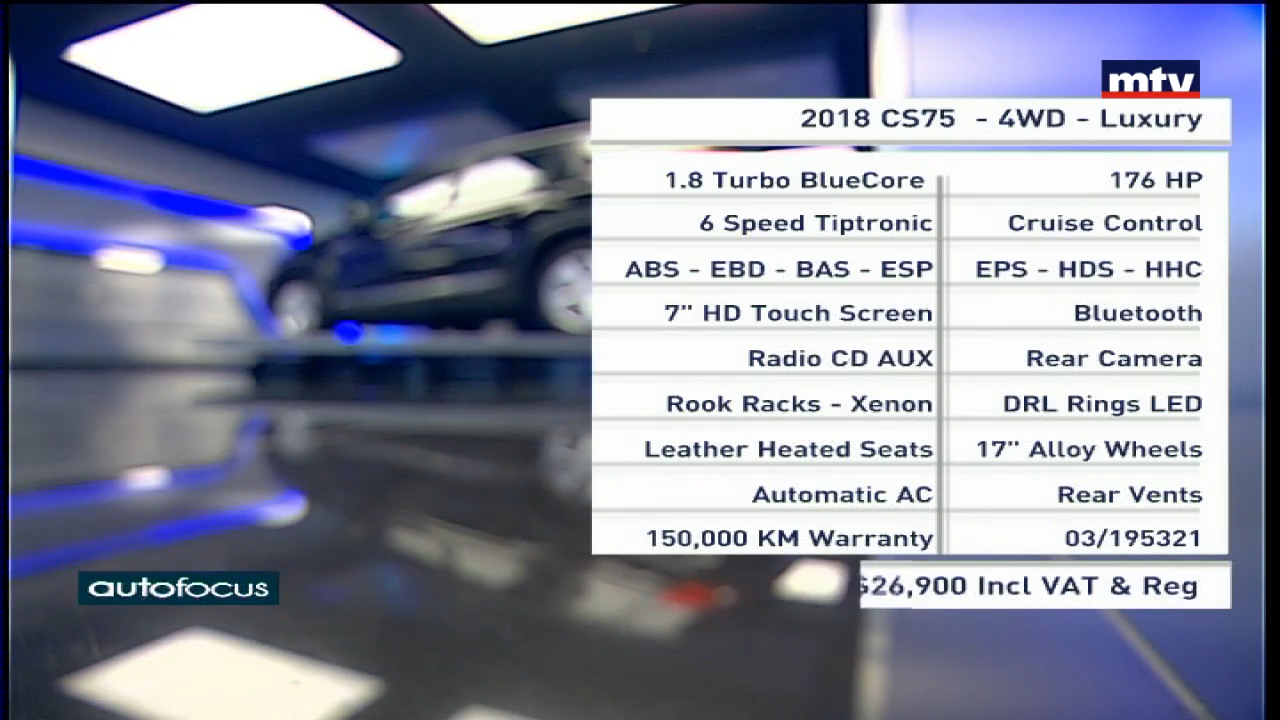 mtv
2018 CS75 - 4WD - Luxury
1.8 Turbo BlueCore 176 HP
6 Speed Tiptronic Cruise Control
ABS - EBD - BAS - ESP EPS - HDS - HHC
7" HD Touch Screen Bluetooth
Radio CD AUX Rear Camera
Rook Racks - Xenon DRL Rings LED
Leather Heated Seats 17" Alloy Wheels
Automatic AC Rear Vents
150,000 KM Warranty 03/195321
$26,900 Incl VAT & Reg
autofocus